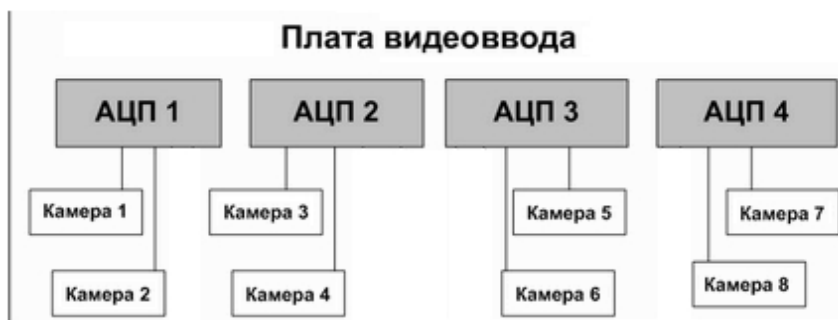 Плата видеоввода
АЦП 1
АЦП 2
АЦП 3
АЦП 4
Камера 1
Камера 3
Камера 5
Камера 7
Камера 2
Камера 4
Камера 6
Камера 8